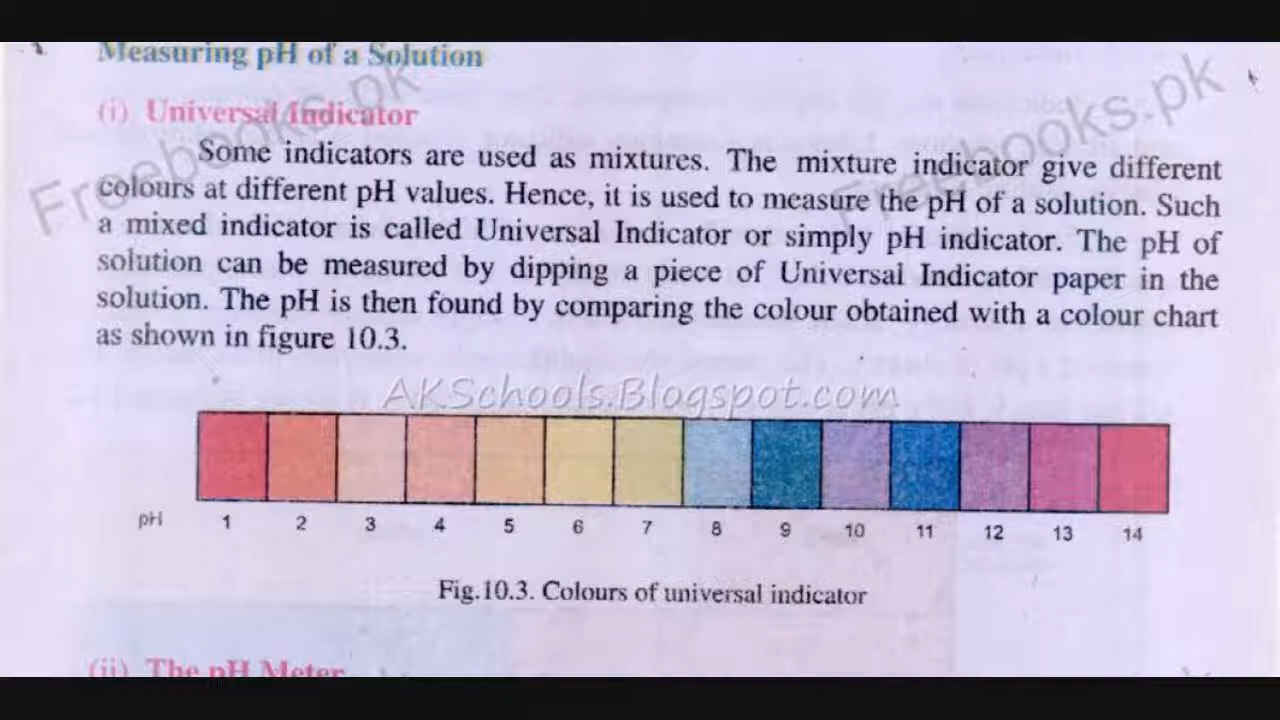 Measuring pH of a Solution
(i) Universal Indicator
Some indicators are used as mixtures. The mixture indicator give different
colours at different pH values. Hence, it is used to measure the pH of a solution. Such
a mixed indicator is called Universal Indicator or simply pH indicator. The pH of
solution can be measured by dipping a piece of Universal Indicator paper in the
solution. The pH is then found by comparing the colour obtained with a colour chart
as shown in figure 10.3.
Freebooks.pk
Freebooks.pk
AKSchools.Blogspot.com
pH 1 2 3 4 5 6 7 8 9 10 11 12 13 14
Fig.10.3. Colours of universal indicator
(ii) The pH Meter